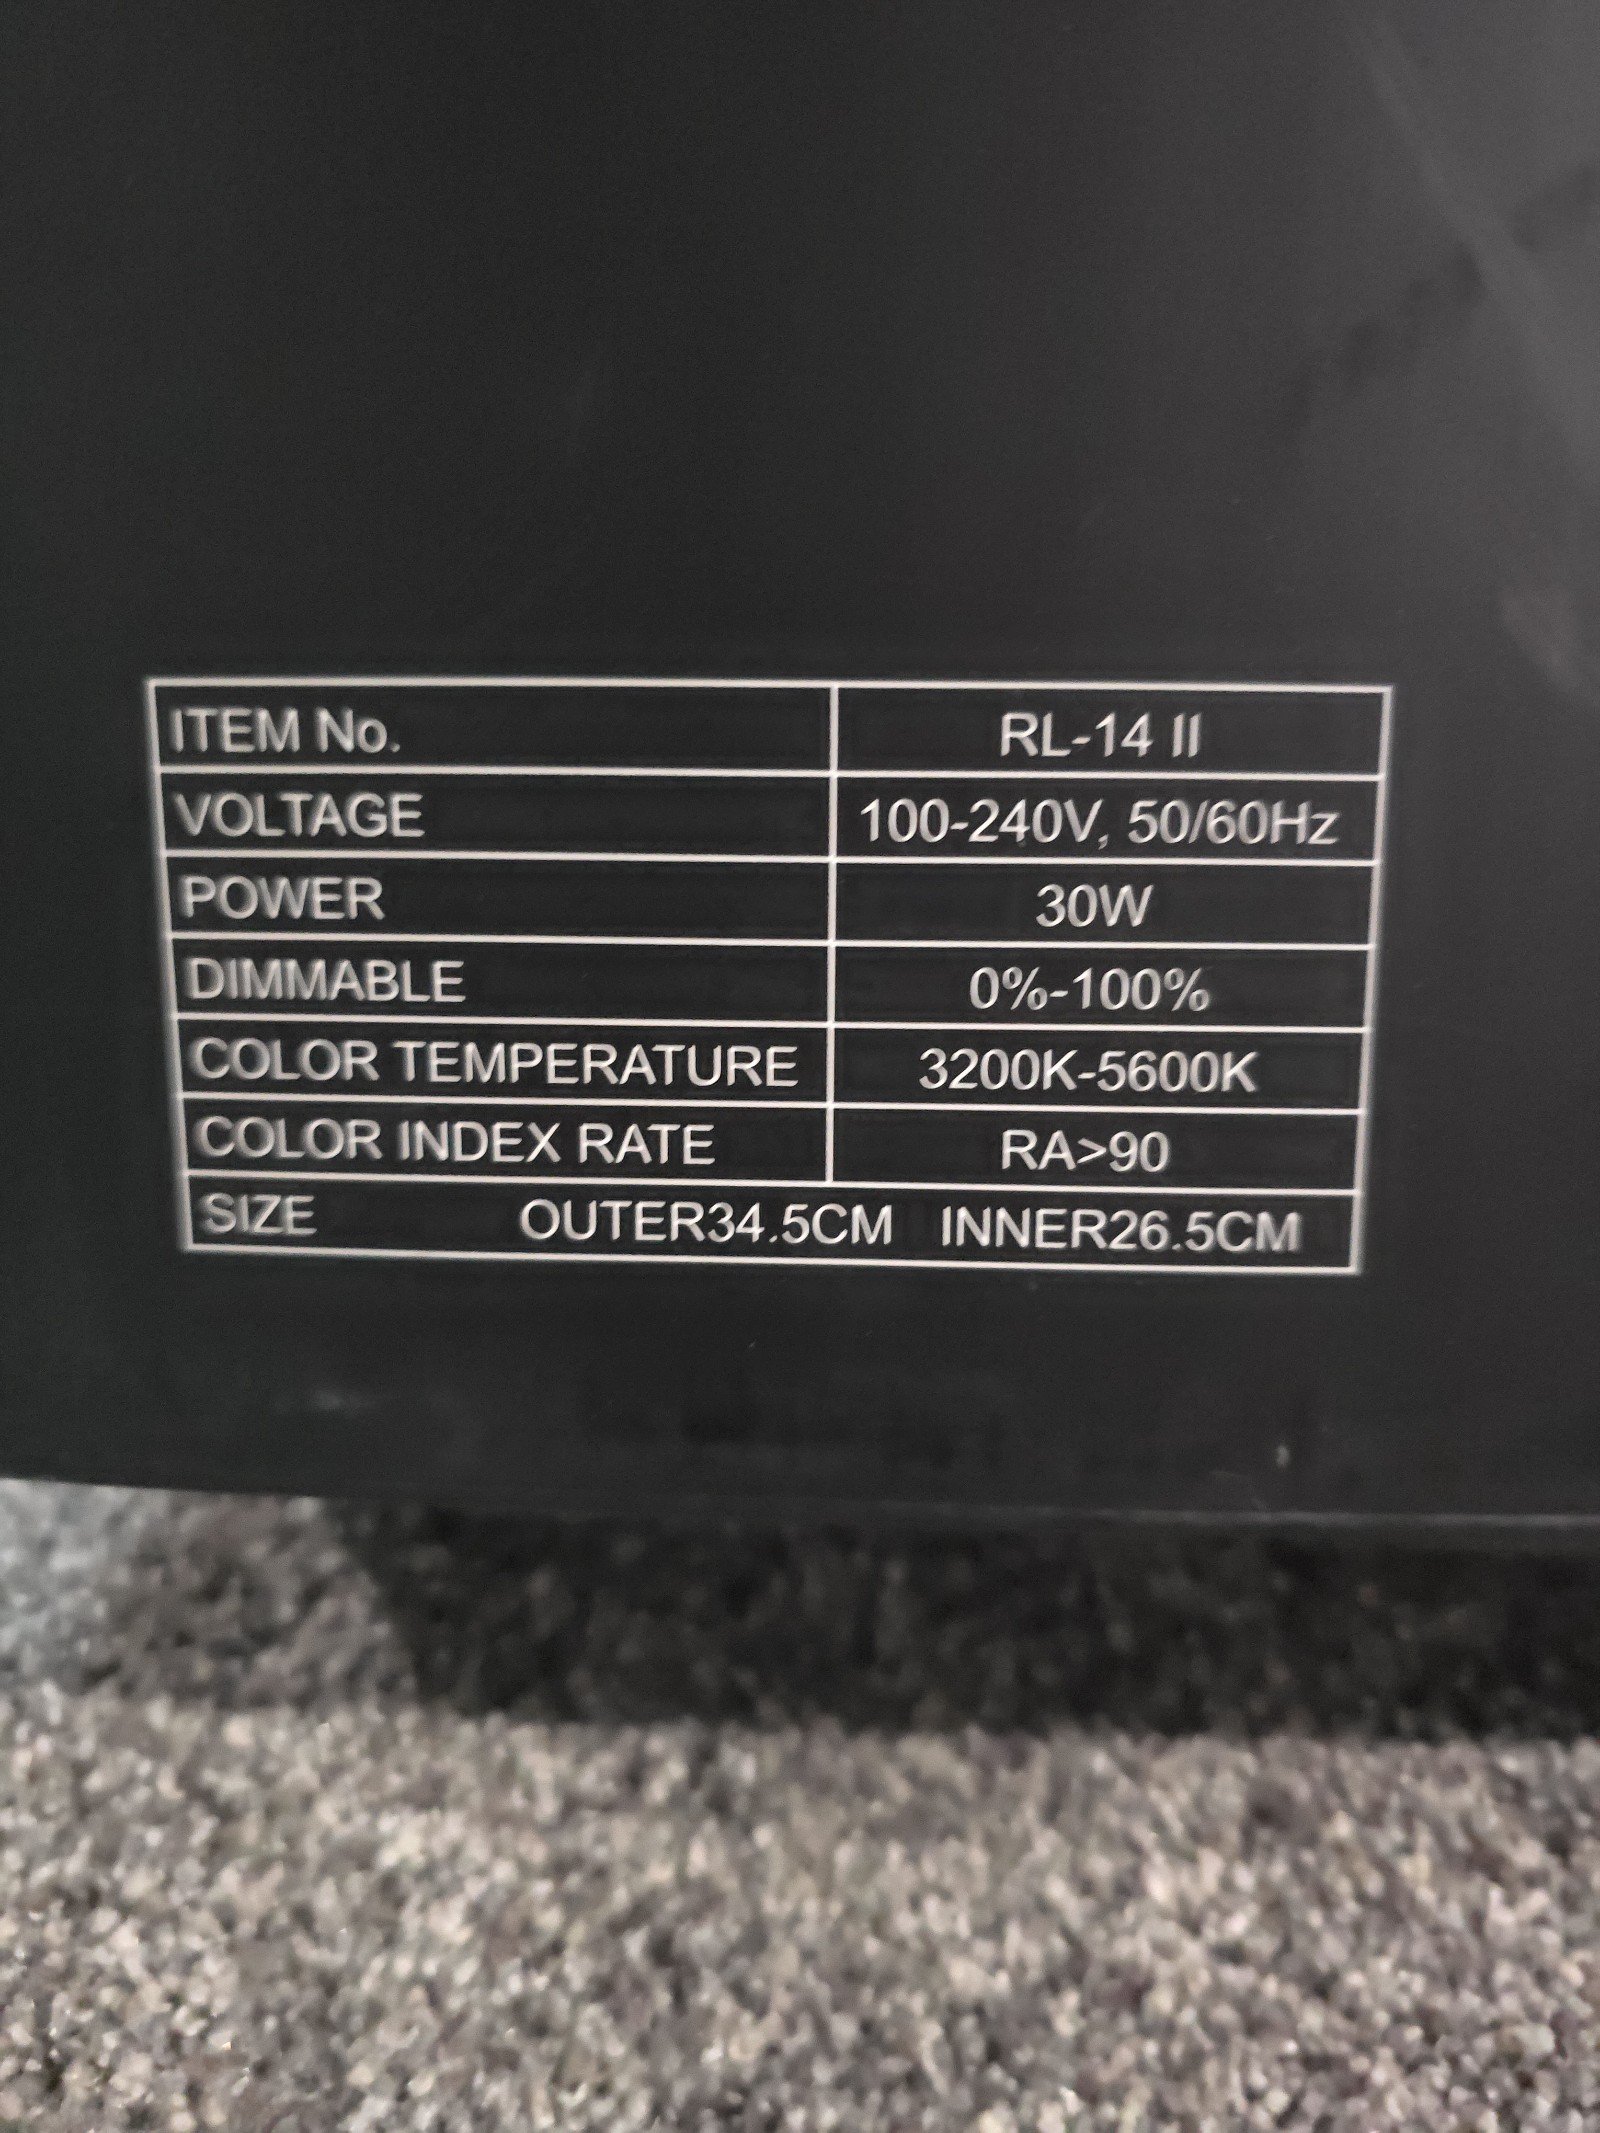 ITEM No. RL-14 II
VOLTAGE 100-240V, 50/60Hz
POWER 30W
DIMMABLE 0%-100%
COLOR TEMPERATURE 3200K-5600K
COLOR INDEX RATE RA>90
SIZE OUTER34.5CM INNER26.5CM